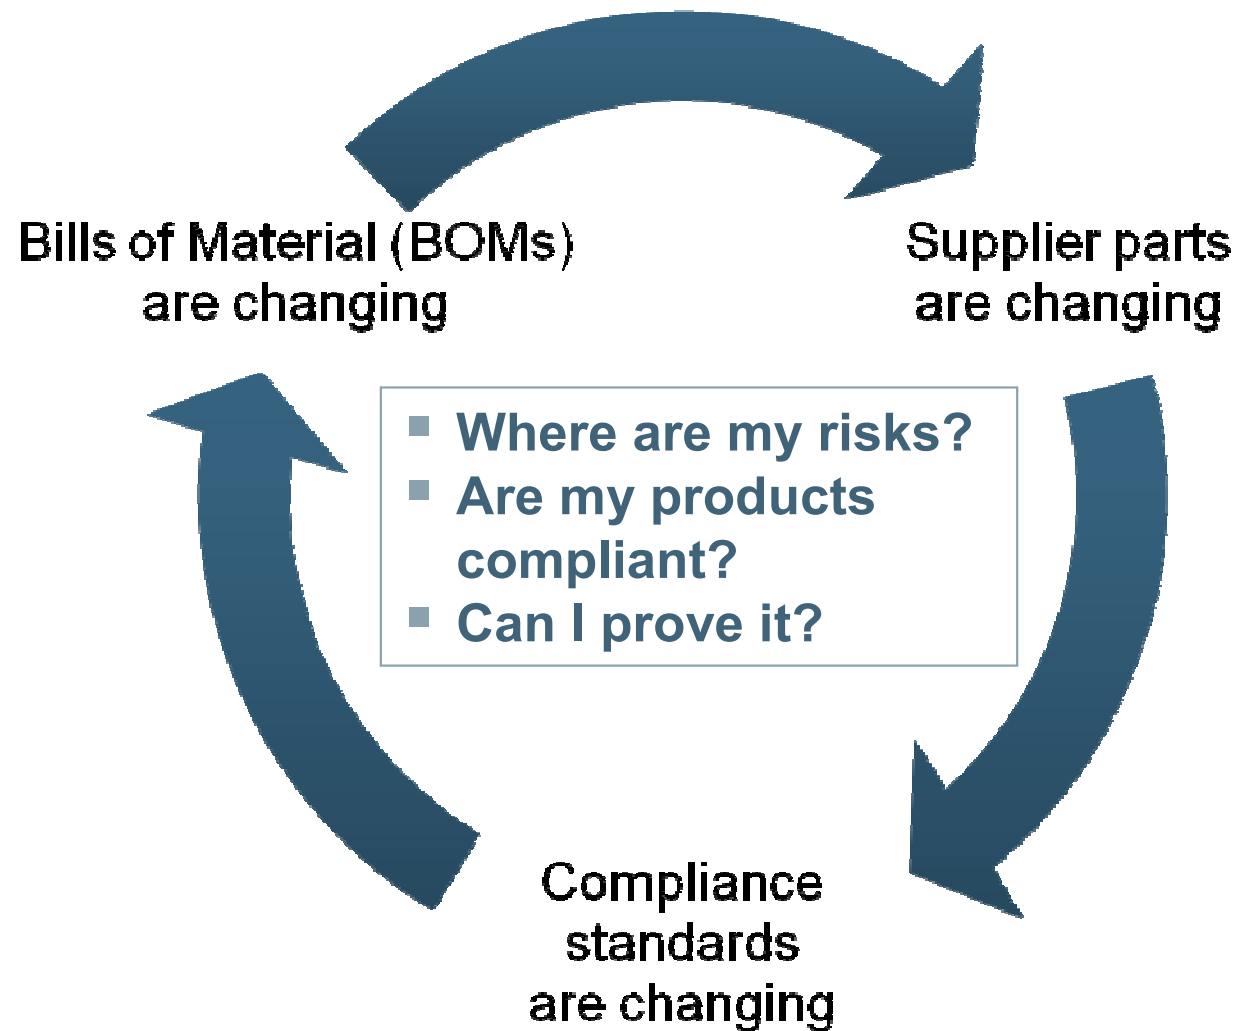 Bills of Material (BOMs)
are changing
Supplier parts
are changing
▪ Where are my risks?
▪ Are my products
compliant?
▪ Can I prove it?
Compliance
standards
are changing